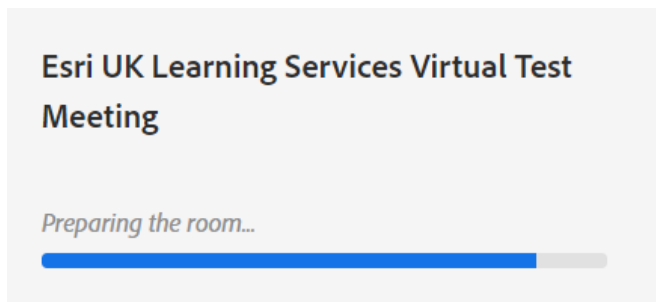 Esri UK Learning Services Virtual Test
Meeting
Preparing the room...